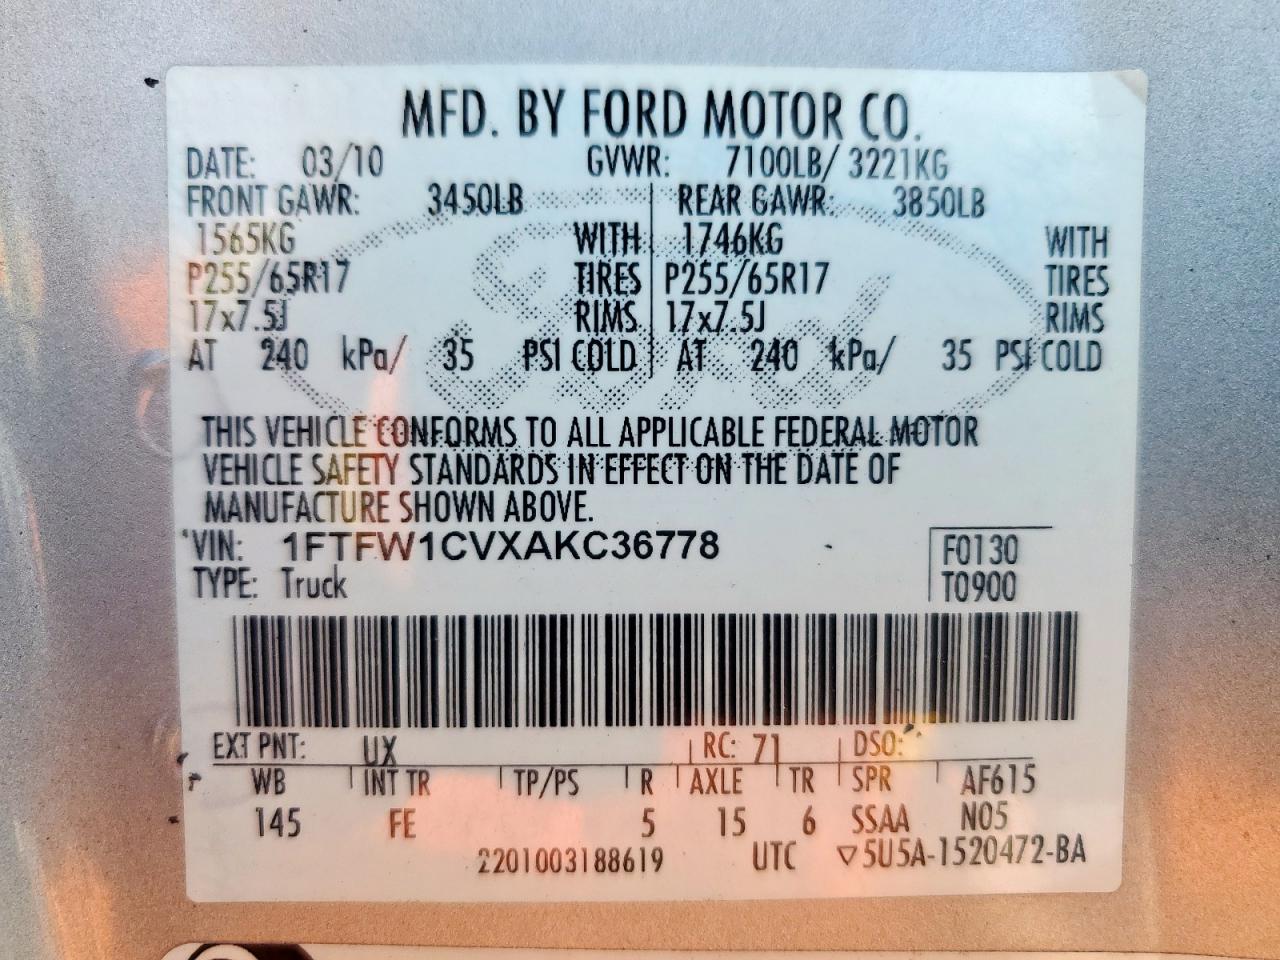 MFD. BY FORD MOTOR CO.
DATE: 03/10 GVWR: 7100LB/ 3221KG
FRONT GAWR: 3450LB REAR GAWR: 3850LB
1565KG WITH 1746KG WITH
P255/65R17 TIRES P255/65R17 TIRES
17x7.5J RIMS 17x7.5J RIMS
AT 240 kPa/ 35 PSI COLD AT 240 kPa/ 35 PSI COLD
THIS VEHICLE CONFORMS TO ALL APPLICABLE FEDERAL MOTOR
VEHICLE SAFETY STANDARDS IN EFFECT ON THE DATE OF
MANUFACTURE SHOWN ABOVE.
VIN: 1FTFW1CVXAKC36778 F0130
TYPE: Truck T0900
EXT PNT: UX RC: 71 DSO:
WB INT TR TP/PS R AXLE TR SPR AF615
145 FE 5 15 6 SSAA N05
2201003188619 UTC ▽5U5A-1520472-BA
Ford